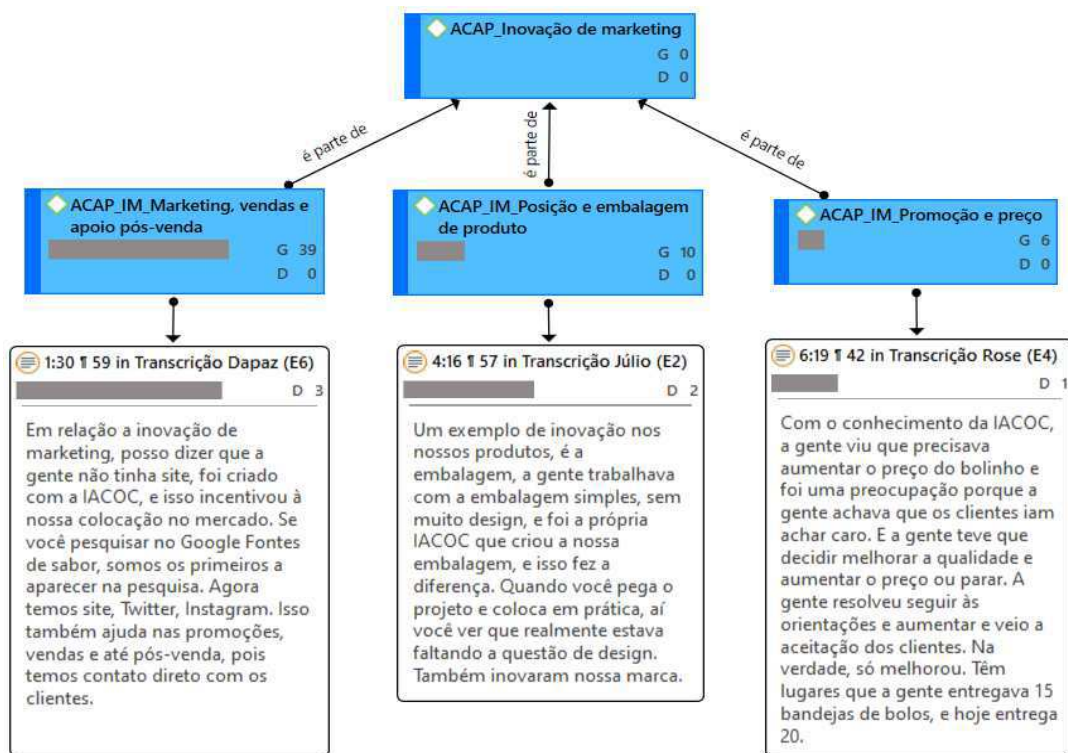 ACAP_Inovação de marketing
G 0
D 0
é parte de
é parte de
é parte de
ACAP_IM_Marketing, vendas e
apoio pós-venda
G 39
D 0
ACAP_IM_Posição e embalagem
de produto
G 10
D 0
ACAP_IM_Promoção e preço
G 6
D 0
1:30 ¶ 59 in Transcrição Dapaz (E6)
D 3
Em relação a inovação de
marketing, posso dizer que a
gente não tinha site, foi criado
com a IACOC, e isso incentivou à
nossa colocação no mercado. Se
você pesquisar no Google Fontes
de sabor, somos os primeiros a
aparecer na pesquisa. Agora
temos site, Twitter, Instagram. Isso
também ajuda nas promoções,
vendas e até pós-venda, pois
temos contato direto com os
clientes.
4:16 ¶ 57 in Transcrição Júlio (E2)
D 2
Um exemplo de inovação nos
nossos produtos, é a
embalagem, a gente trabalhava
com a embalagem simples, sem
muito design, e foi a própria
IACOC que criou a nossa
embalagem, e isso fez a
diferença. Quando você pega o
projeto e coloca em prática, aí
você ver que realmente estava
faltando a questão de design.
Também inovaram nossa marca.
6:19 ¶ 42 in Transcrição Rose (E4)
D 1
Com o conhecimento da IACOC,
a gente viu que precisava
aumentar o preço do bolinho e
foi uma preocupação porque a
gente achava que os clientes iam
achar caro. E a gente teve que
decidir melhorar a qualidade e
aumentar o preço ou parar. A
gente resolveu seguir às
orientações e aumentar e veio a
aceitação dos clientes. Na
verdade, só melhorou. Têm
lugares que a gente entregava 15
bandejas de bolos, e hoje entrega
20.